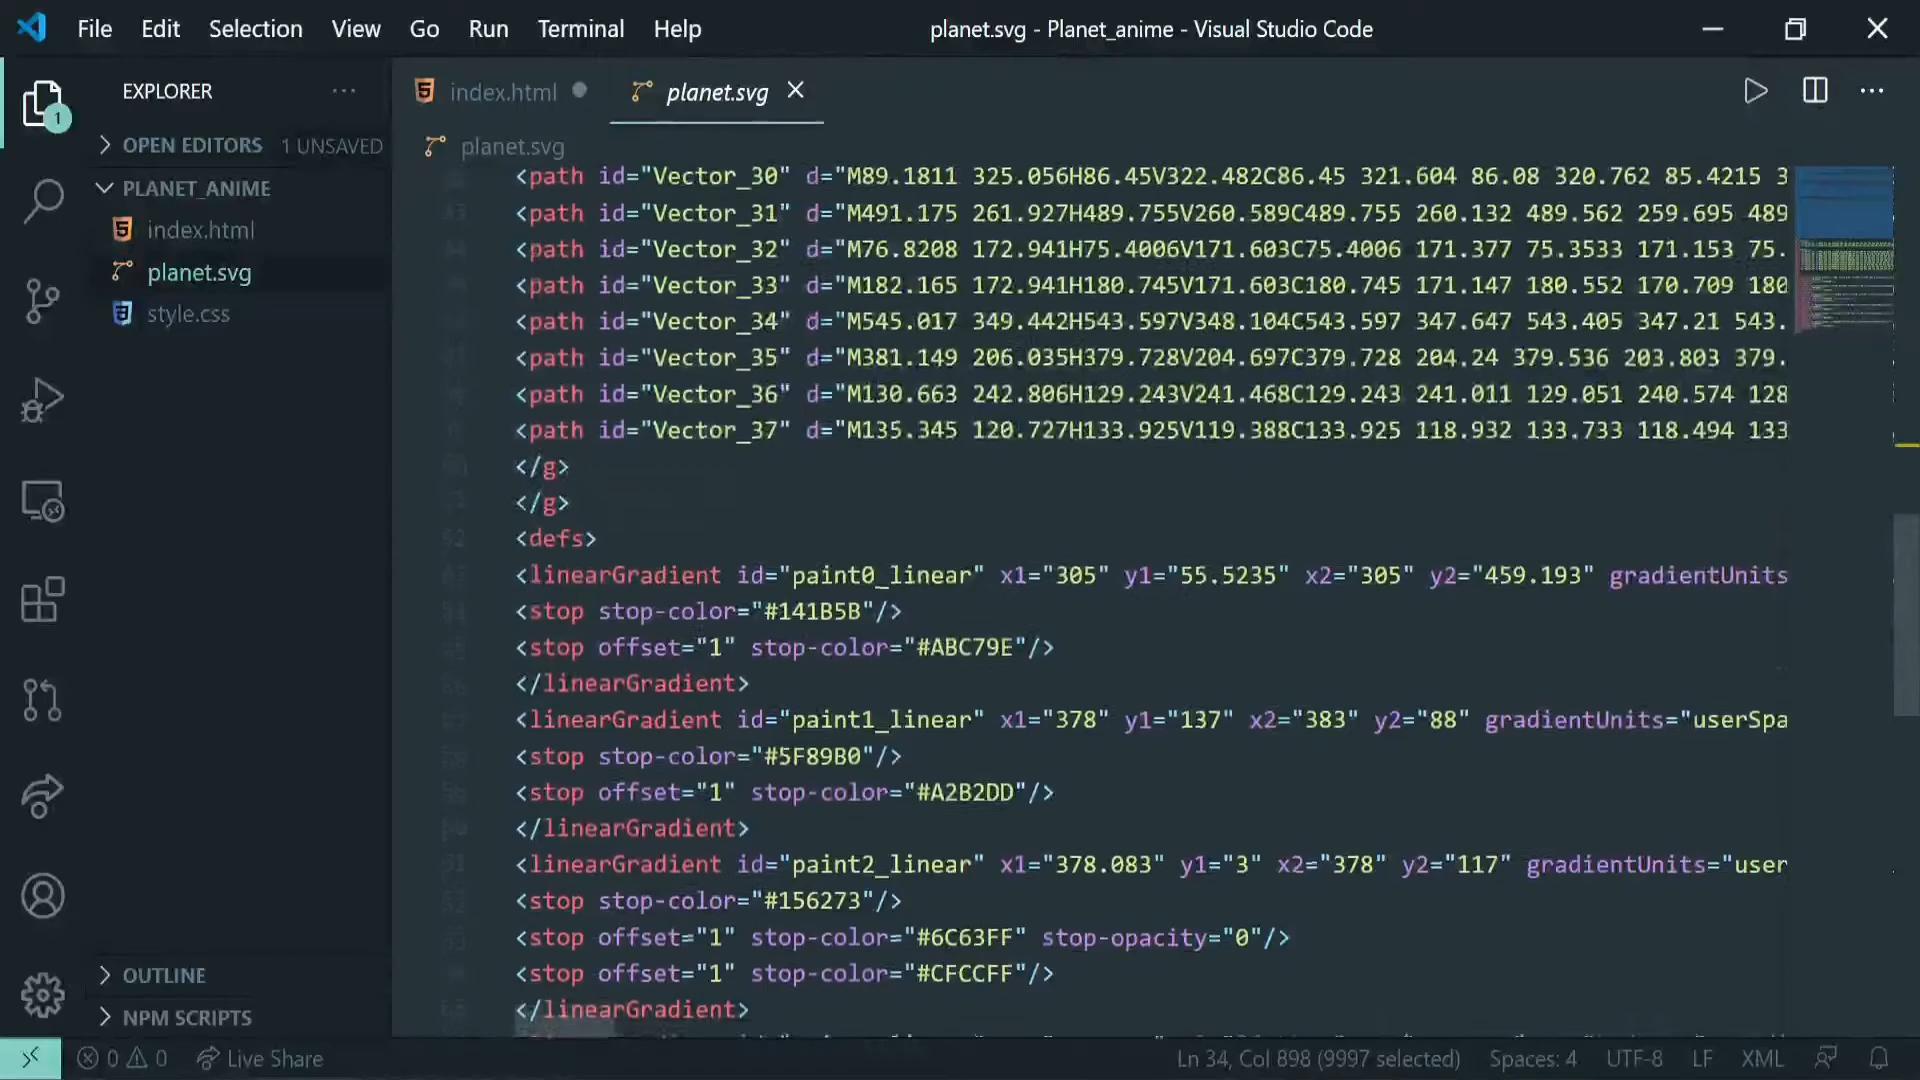 File Edit Selection View Go Run Terminal Help
planet.svg - Planet_anime - Visual Studio Code
EXPLORER
1
OPEN EDITORS 1 UNSAVED
PLANET_ANIME
index.html
planet.svg
style.css
OUTLINE
NPM SCRIPTS
index.html planet.svg
planet.svg
<path id="Vector_30" d="M89.1811 325.056H86.45V322.482C86.45 321.604 86.08 320.762 85.4215 3
<path id="Vector_31" d="M491.175 261.927H489.755V260.589C489.755 260.132 489.562 259.695 489
<path id="Vector_32" d="M76.8208 172.941H75.4006V171.603C75.4006 171.377 75.3533 171.153 75.
<path id="Vector_33" d="M182.165 172.941H180.745V171.603C180.745 171.147 180.552 170.709 180
<path id="Vector_34" d="M545.017 349.442H543.597V348.104C543.597 347.647 543.405 347.21 543.
<path id="Vector_35" d="M381.149 206.035H379.728V204.697C379.728 204.24 379.536 203.803 379.
<path id="Vector_36" d="M130.663 242.806H129.243V241.468C129.243 241.011 129.051 240.574 128
<path id="Vector_37" d="M135.345 120.727H133.925V119.388C133.925 118.932 133.733 118.494 133
</g>
</g>
<defs>
<linearGradient id="paint0_linear" x1="305" y1="55.5235" x2="305" y2="459.193" gradientUnits
<stop stop-color="#141B5B"/>
<stop offset="1" stop-color="#ABC79E"/>
</linearGradient>
<linearGradient id="paint1_linear" x1="378" y1="137" x2="383" y2="88" gradientUnits="userSpa
<stop stop-color="#5F89B0"/>
<stop offset="1" stop-color="#A2B2DD"/>
</linearGradient>
<linearGradient id="paint2_linear" x1="378.083" y1="3" x2="378" y2="117" gradientUnits="user
<stop stop-color="#156273"/>
<stop offset="1" stop-color="#6C63FF" stop-opacity="0"/>
<stop offset="1" stop-color="#CFCCFF"/>
</linearGradient>
0 0 Live Share
Ln 34, Col 898 (9997 selected) Spaces: 4 UTF-8 LF XML